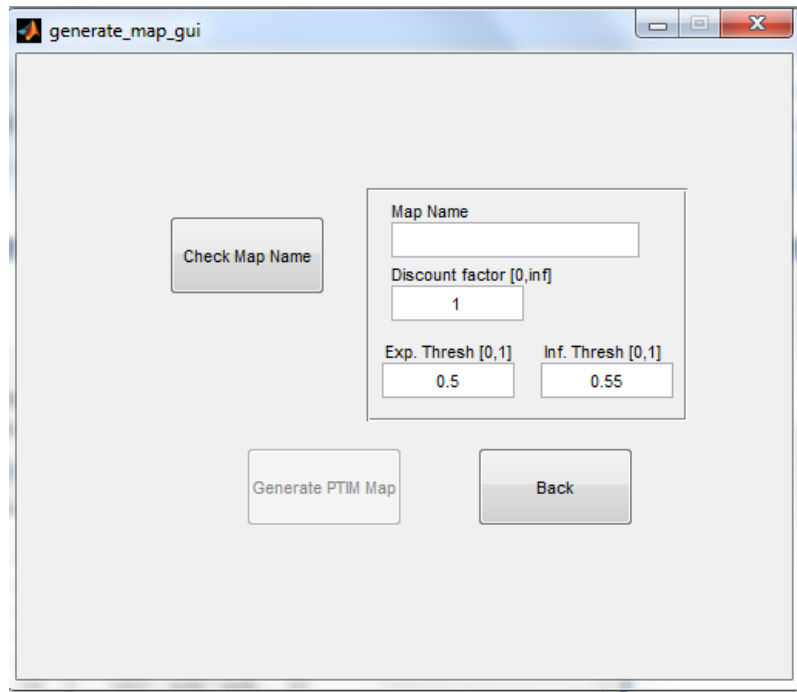 generate_map_gui
Map Name
Check Map Name
Discount factor [0,inf]
1
Exp. Thresh [0,1] Inf. Thresh [0,1]
0.5 0.55
Generate PTIM Map Back